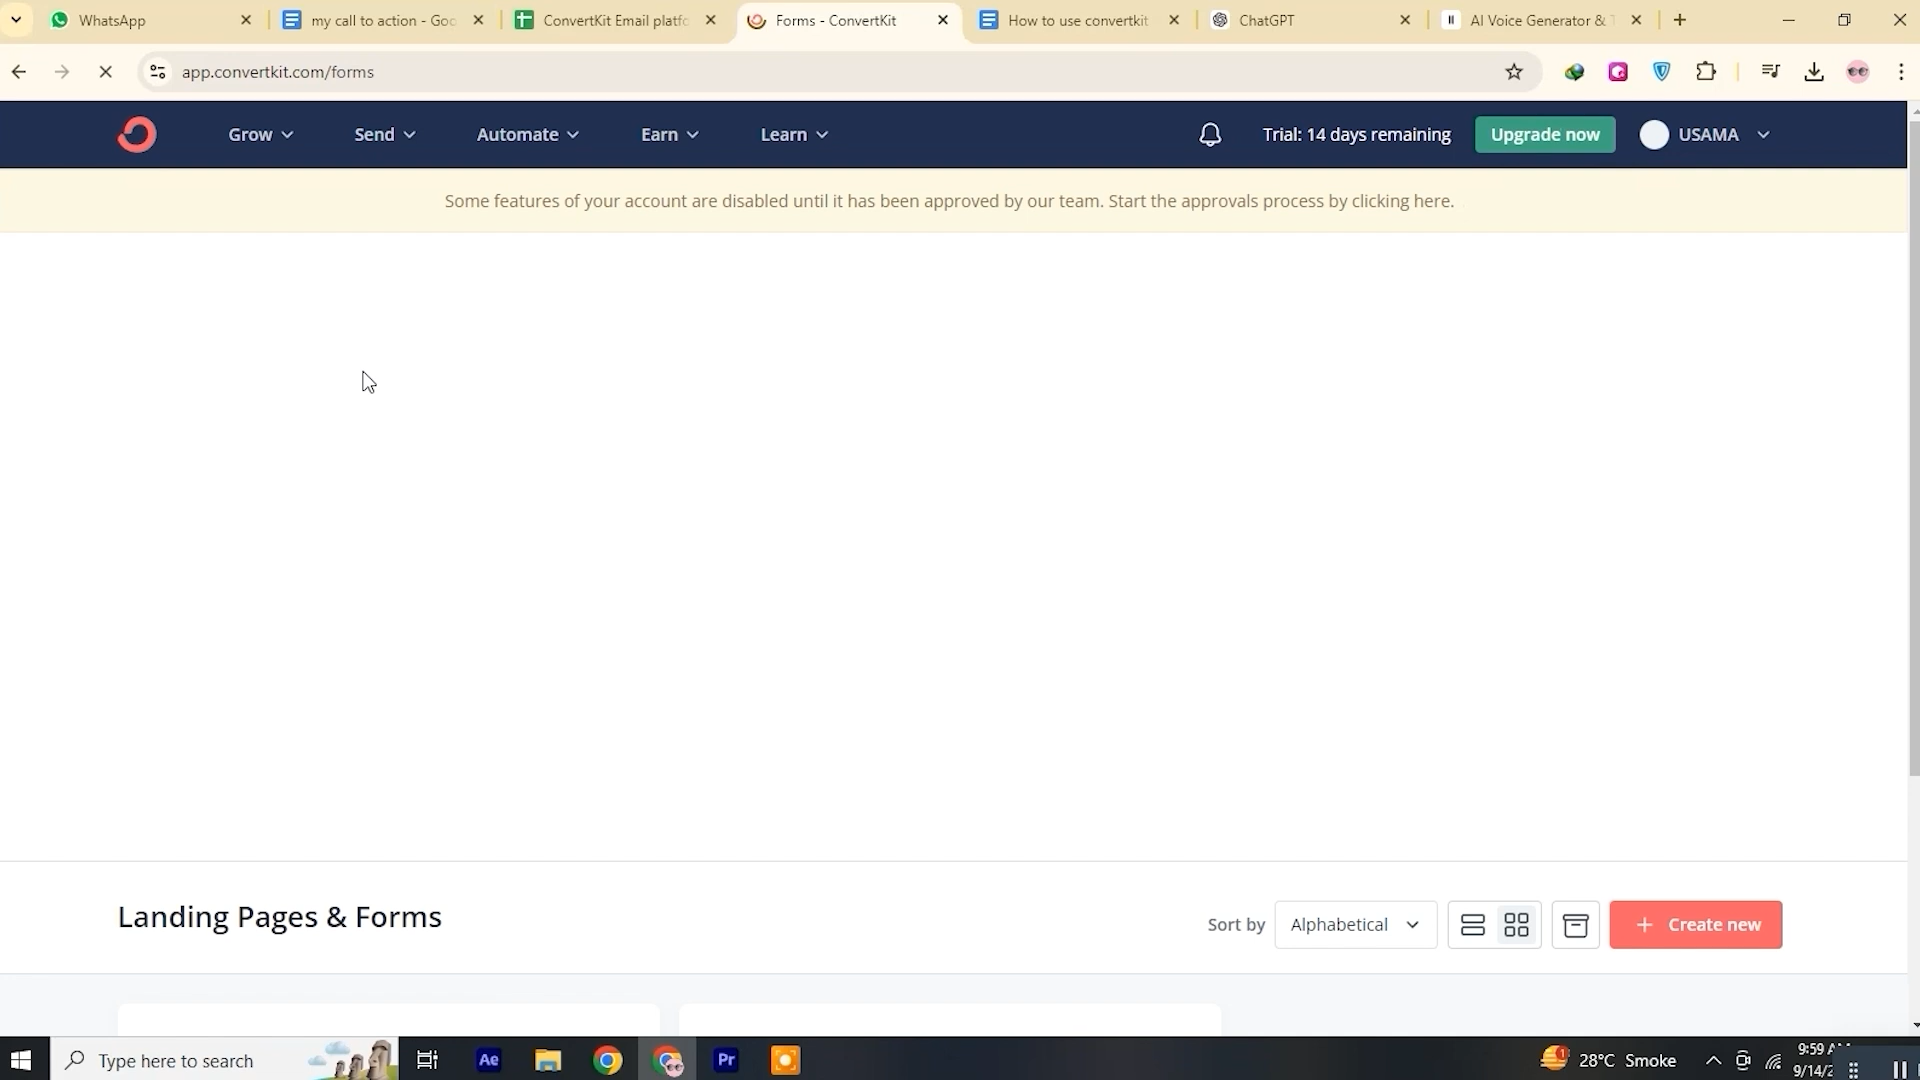 WhatsApp
my call to action - Goo
ConvertKit Email platfo
Forms - ConvertKit
How to use convertkit
ChatGPT
AI Voice Generator &
app.convertkit.com/forms
Grow
Send
Automate
Earn
Learn
Trial: 14 days remaining
Upgrade now
USAMA
Some features of your account are disabled until it has been approved by our team. Start the approvals process by clicking here.
Landing Pages & Forms
Sort by
Alphabetical
+ Create new
Type here to search
Ae
Pr
1
28°C Smoke
9:59 AM
9/14/2